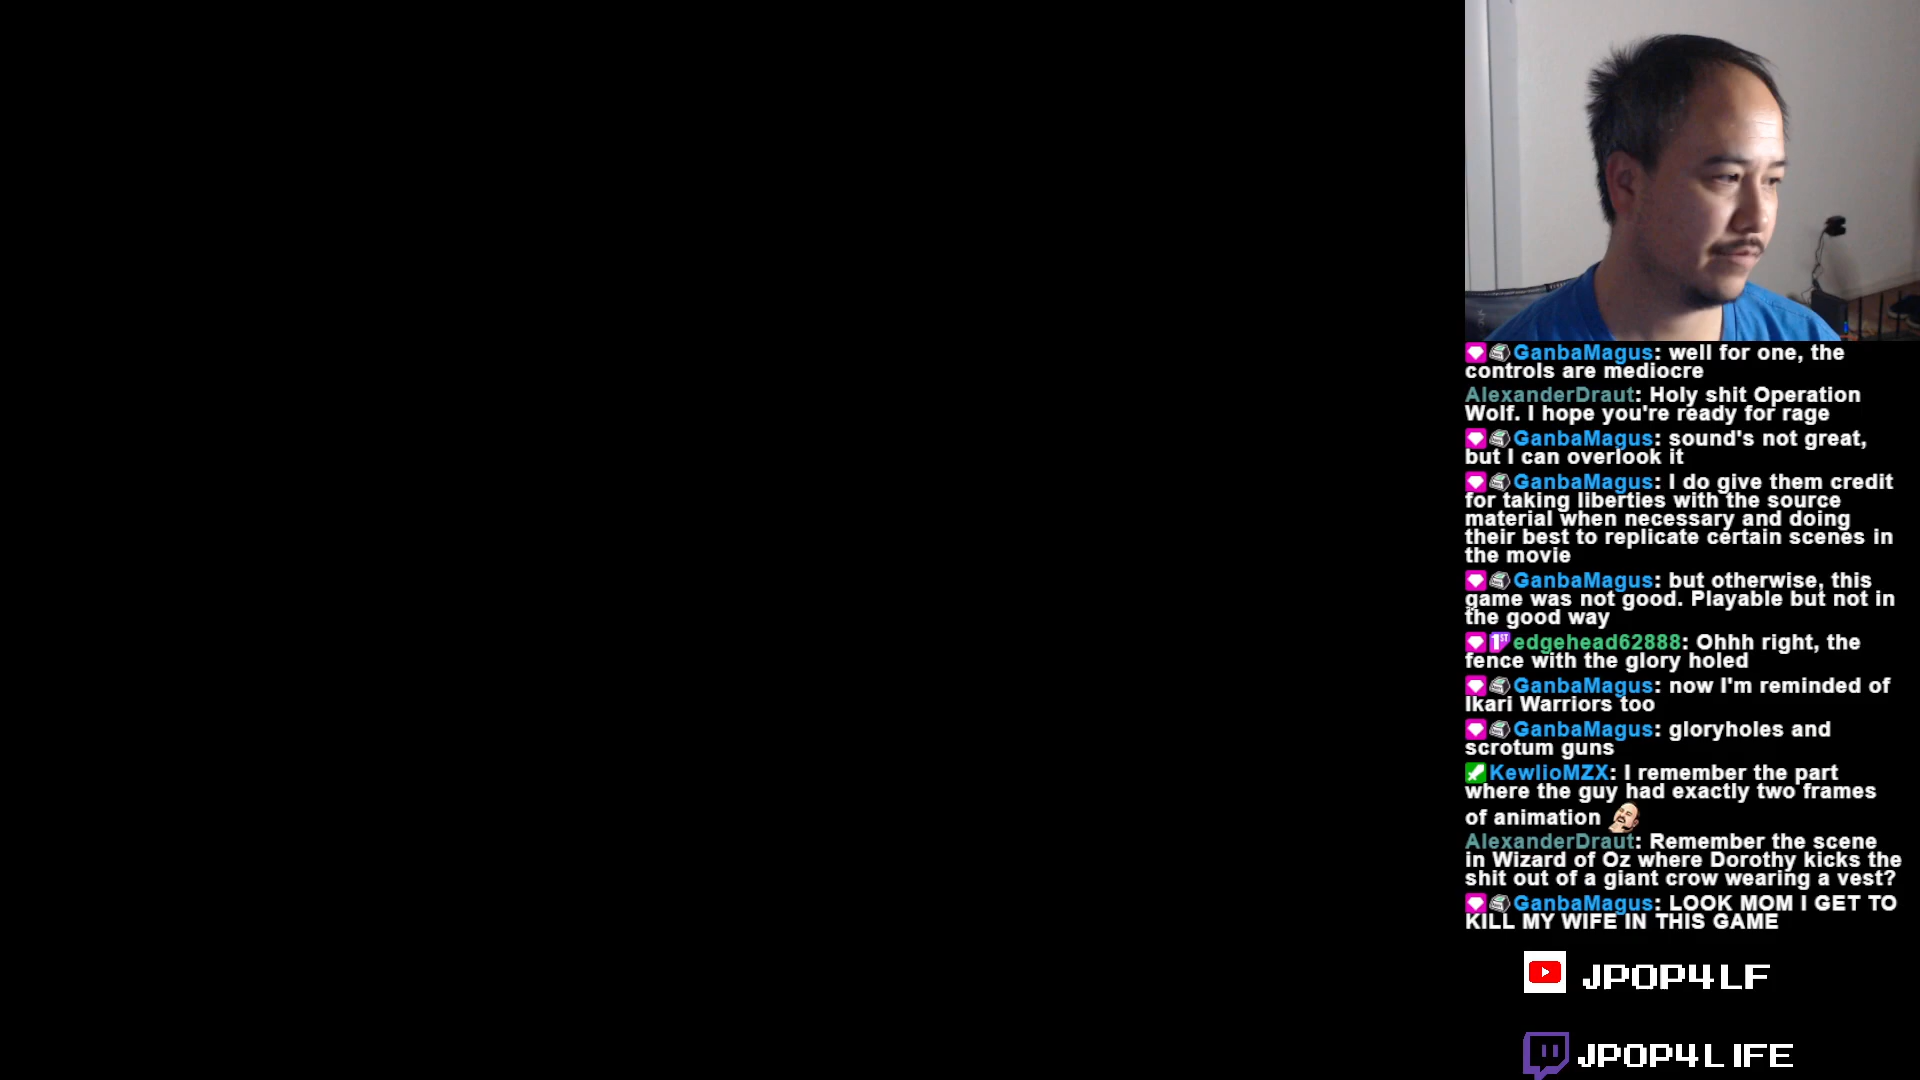 GanbaMagus: well for one, the
controls are mediocre
AlexanderDraut: Holy shit Operation
Wolf. I hope you're ready for rage
GanbaMagus: sound's not great,
but I can overlook it
GanbaMagus: I do give them credit
for taking liberties with the source
material when necessary and doing
their best to replicate certain scenes in
the movie
GanbaMagus: but otherwise, this
game was not good. Playable but not in
the good way
1ST edgehead62888: Ohhh right, the
fence with the glory holed
GanbaMagus: now I'm reminded of
Ikari Warriors too
GanbaMagus: gloryholes and
scrotum guns
KewlioMZX: I remember the part
where the guy had exactly two frames
of animation
AlexanderDraut: Remember the scene
in Wizard of Oz where Dorothy kicks the
shit out of a giant crow wearing a vest?
GanbaMagus: LOOK MOM I GET TO
KILL MY WIFE IN THIS GAME
JPOP4LF
JPOP4LIFE